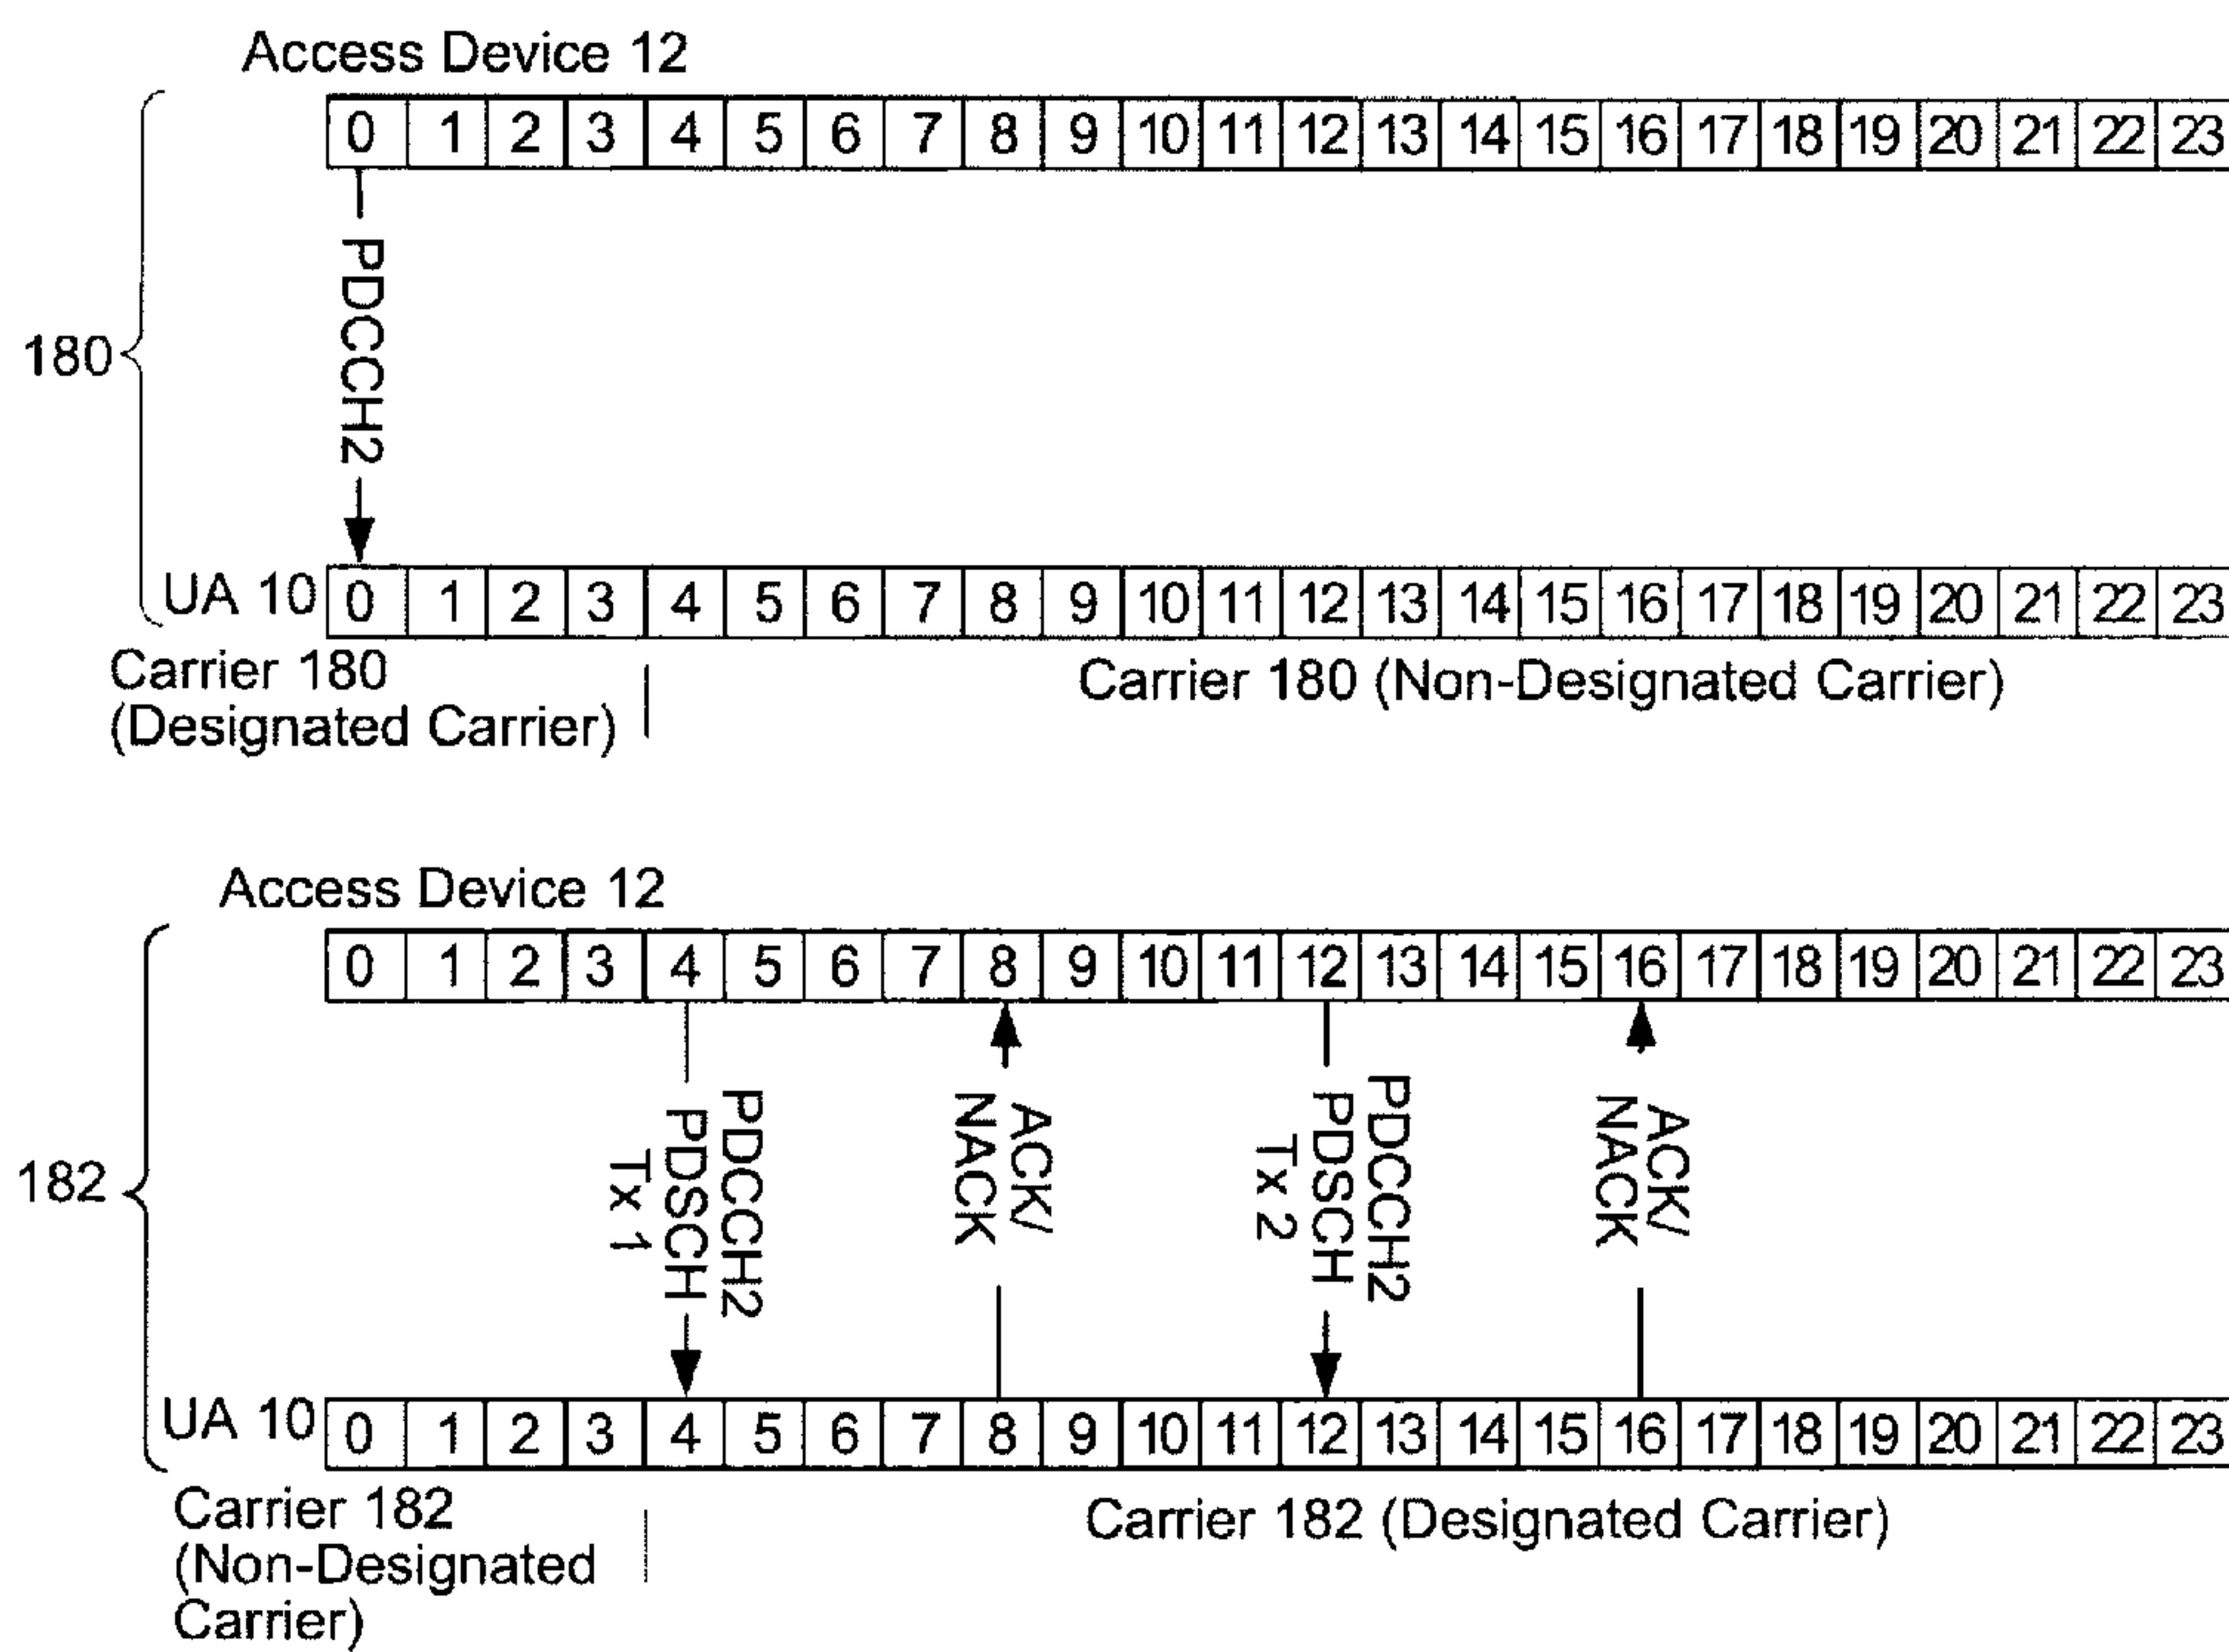 Access Device 12
0 1 2 3 4 5 6 7 8 9 10 11 12 13 14 15 16 17 18 19 20 21 22 23
180
PDCCH2
UA 10 0 1 2 3 4 5 6 7 8 9 10 11 12 13 14 15 16 17 18 19 20 21 22 23
Carrier 180
(Designated Carrier)
Carrier 180 (Non-Designated Carrier)
Access Device 12
0 1 2 3 4 5 6 7 8 9 10 11 12 13 14 15 16 17 18 19 20 21 22 23
182
PDCCH2
PDSCH
Tx 1
ACK/
NACK
PDCCH2
PDSCH
Tx 2
ACK/
NACK
UA 10 0 1 2 3 4 5 6 7 8 9 10 11 12 13 14 15 16 17 18 19 20 21 22 23
Carrier 182
(Non-Designated
Carrier)
Carrier 182 (Designated Carrier)